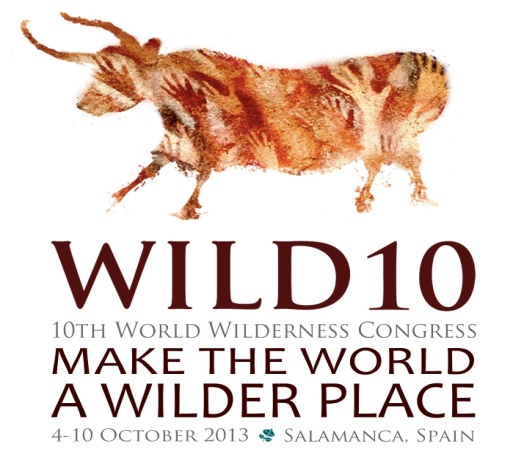 WILD10
10TH WORLD WILDERNESS CONGRESS
MAKE THE WORLD
A WILDER PLACE
4-10 OCTOBER 2013 SALAMANCA, SPAIN